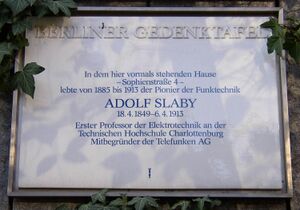 BERLINER GEDENKTAFEL
In dem hier vormals stehenden Hause
–Sophienstraße 4–
lebte von 1885 bis 1913 der Pionier der Funktechnik
ADOLF SLABY
18.4.1849–6.4.1913
Erster Professor der Elektrotechnik an der
Technischen Hochschule Charlottenburg
Mitbegründer der Telefunken AG